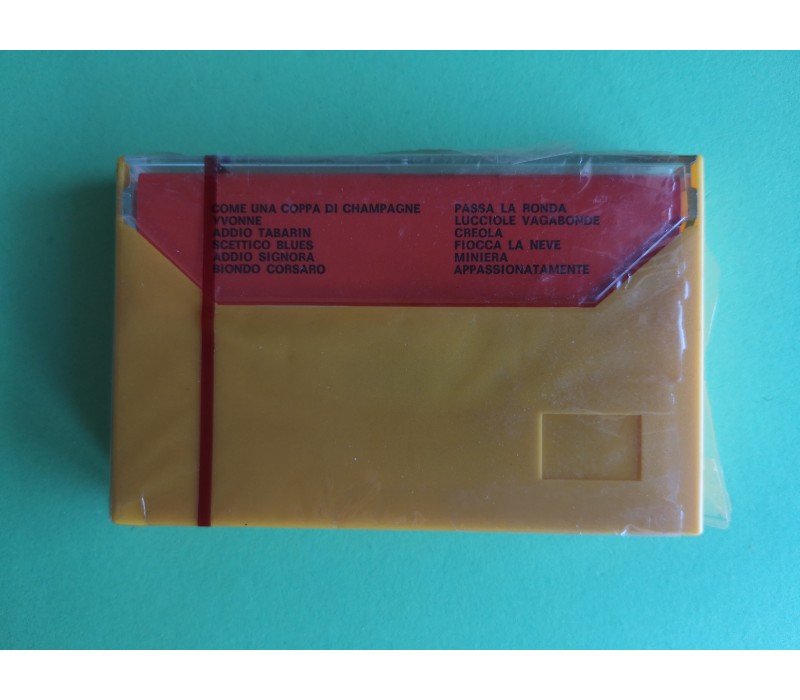 COME UNA COPPA DI CHAMPAGNE
YVONNE
ADDIO TABARIN
SCETTICO BLUES
ADDIO SIGNORA
BIONDO CORSARO
PASSA LA RONDA
LUCCIOLE VAGABONDE
CREOLA
FIOCCA LA NEVE
MINIERA
APPASSIONATAMENTE